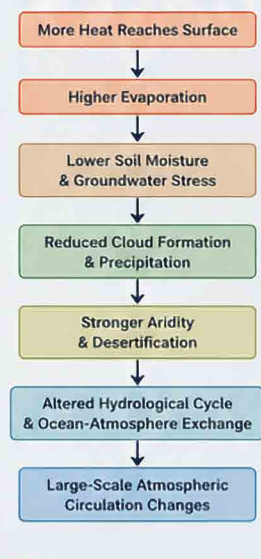 More Heat Reaches Surface
Higher Evaporation
Lower Soil Moisture
& Groundwater Stress
Reduced Cloud Formation
& Precipitation
Stronger Aridity
& Desertification
Altered Hydrological Cycle
& Ocean-Atmosphere Exchange
Large-Scale Atmospheric
Circulation Changes